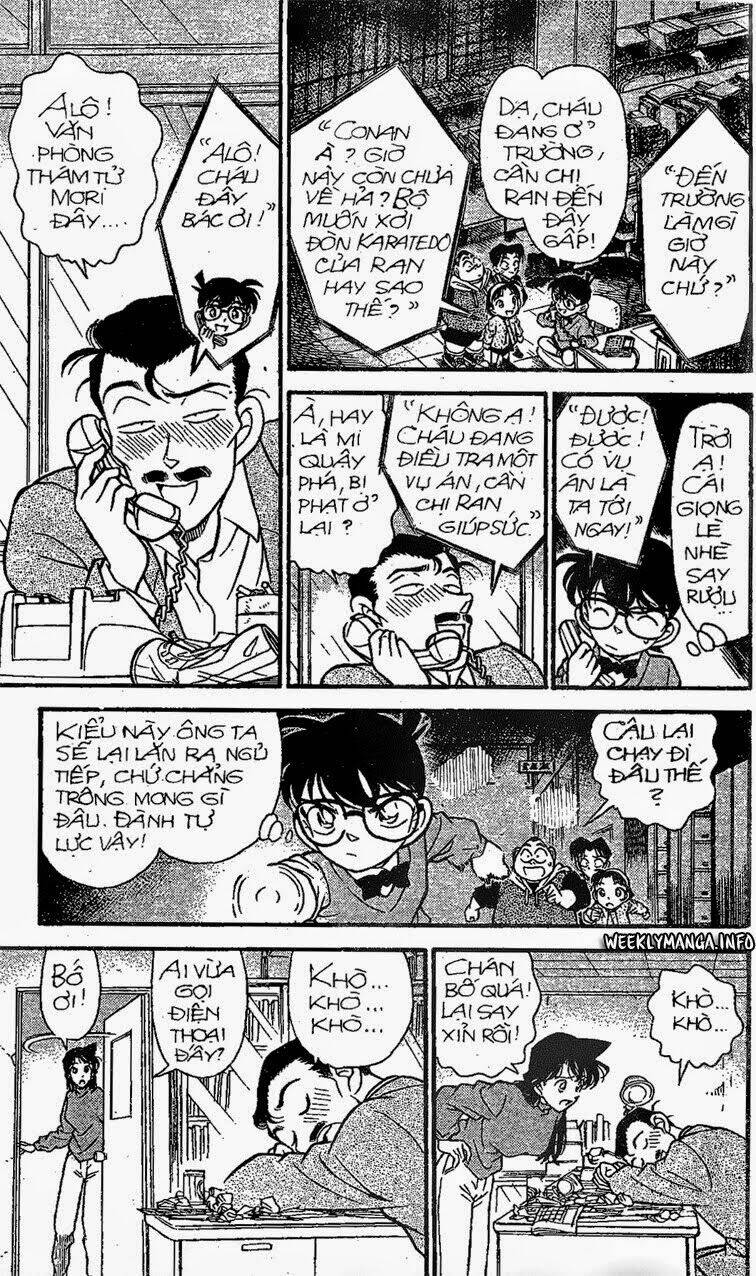 ALÔ!
VĂN
PHÒNG
THÁM TỬ
MORI
ĐÂY....
"ALÔ!
CHÁU
ĐÂY
BÁC ƠI!"
"CONAN
À? GIỜ
NÀY CÒN CHƯA
VỀ HẢ? BỘ
MUỐN XƠI
ĐÒN KARATEDÔ
CỦA RAN
HAY SAO
THẾ?"
DẠ, CHÁU
ĐANG Ở
TRƯỜNG,
CẦN CHỊ
RAN ĐẾN
ĐÂY
GẤP!
"ĐẾN
TRƯỜNG
LÀM GÌ
GIỜ
NÀY
CHỨ?"
À, HAY
LÀ MI
QUẬY
PHÁ, BỊ
PHẠT Ở
LẠI?
"KHÔNG Ạ!
CHÁU ĐANG
ĐIỀU TRA MỘT
VỤ ÁN, CẦN
CHỊ RAN
GIÚP SỨC."
"ĐƯỢC!
ĐƯỢC!
CÓ VỤ
ÁN LÀ
TA TỚI
NGAY!"
TRỜI
Ạ! CÁI
GIỌNG
LÈ
NHÈ
SAY
RƯỢU...
KIỂU NÀY ÔNG TA
SẼ LẠI LĂN RA NGỦ
TIẾP, CHỨ CHẲNG
TRÔNG MONG GÌ
ĐÂU. ĐÀNH TỰ
LỰC VẬY!
CẬU LẠI
CHẠY ĐI
ĐÂU THẾ
?
WEEKLYMANGA.INFO
BỐ
ƠI!
AI VỪA
GỌI
ĐIỆN
THOẠI
ĐẤY?
KHÒ...
KHÒ...
KHÒ...
CHÁN
BỐ QUÁ!
LẠI SAY
XỈN RỒI!
KHÒ...
KHÒ...